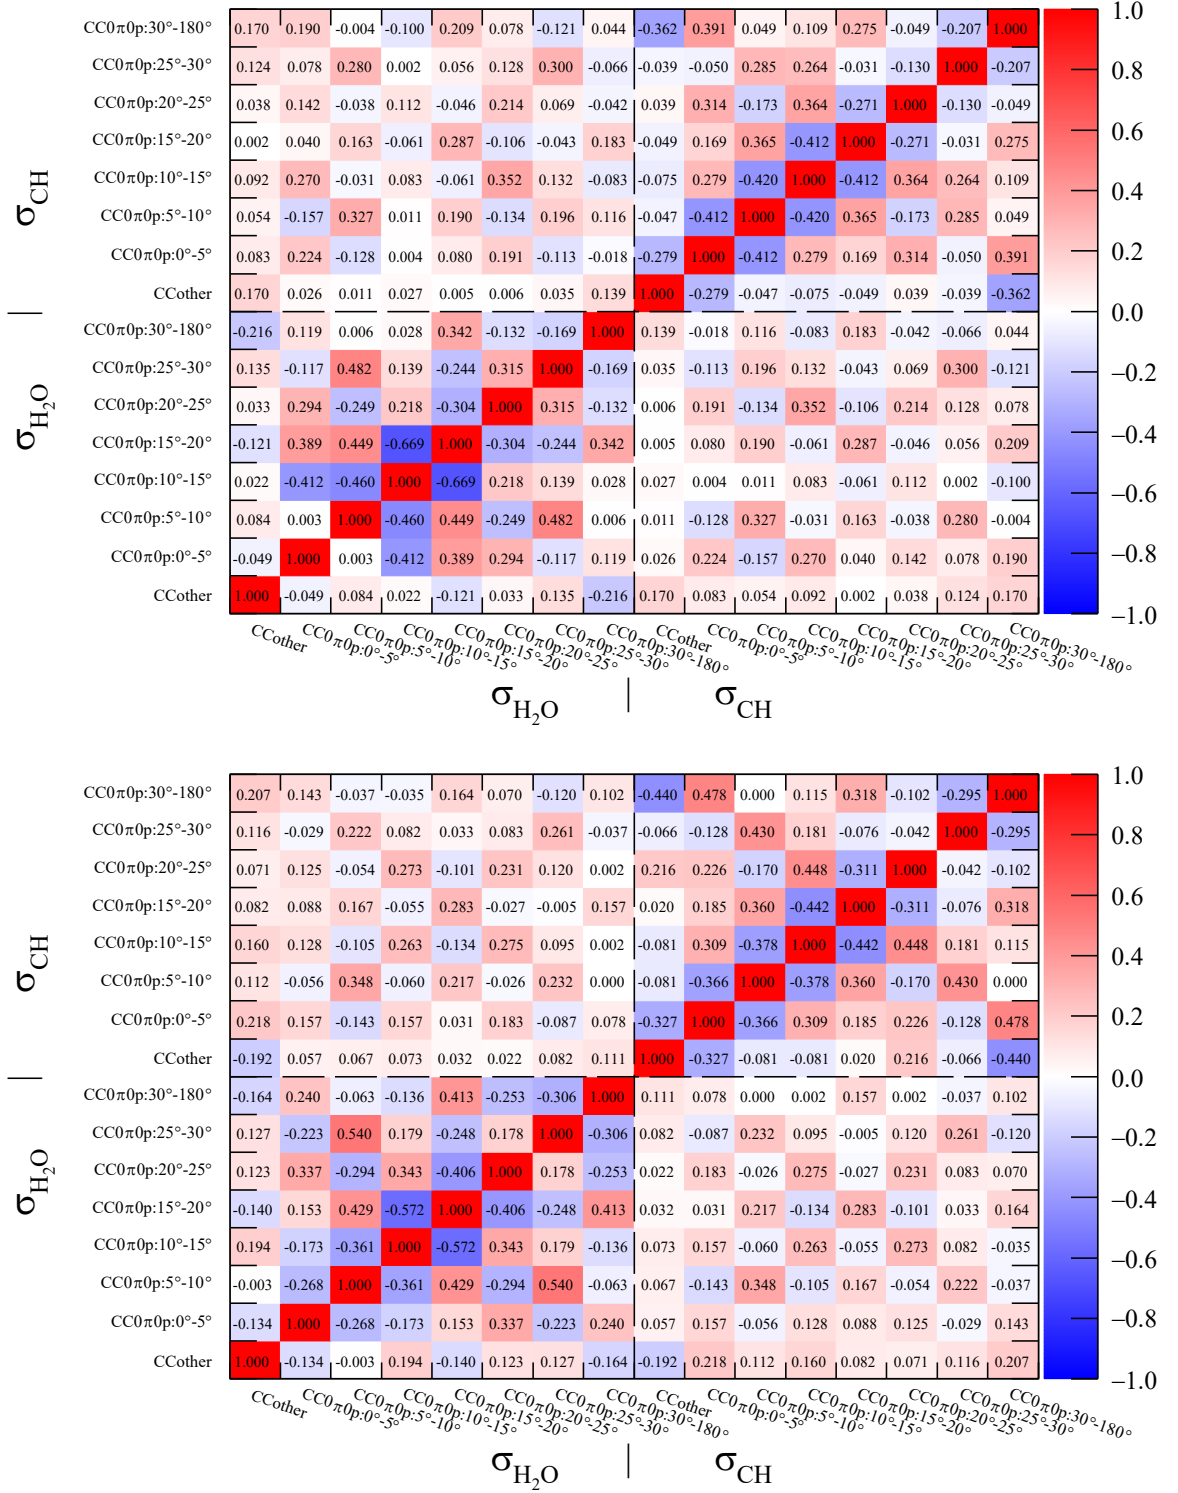 CC0π0p:30°-180° 0.170 0.190 -0.004 -0.100 0.209 0.078 -0.121 0.044 -0.362 0.391 0.049 0.109 0.275 -0.049 -0.207 1.000 1.0
CC0π0p:25°-30° 0.124 0.078 0.280 0.002 0.056 0.128 0.300 -0.066 -0.039 -0.050 0.285 0.264 -0.031 -0.130 1.000 -0.207 0.8
CC0π0p:20°-25° 0.038 0.142 -0.038 0.112 -0.046 0.214 0.069 -0.042 0.039 0.314 -0.173 0.364 -0.271 1.000 -0.130 -0.049
CC0π0p:15°-20° 0.002 0.040 0.163 -0.061 0.287 -0.106 -0.043 0.183 -0.049 0.169 0.365 -0.412 1.000 -0.271 -0.031 0.275 0.6
CC0π0p:10°-15° 0.092 0.270 -0.031 0.083 -0.061 0.352 0.132 -0.083 -0.075 0.279 -0.420 1.000 -0.412 0.364 0.264 0.109 0.4
σCH
CC0π0p:5°-10° 0.054 -0.157 0.327 0.011 0.190 -0.134 0.196 0.116 -0.047 -0.412 1.000 -0.420 0.365 -0.173 0.285 0.049
CC0π0p:0°-5° 0.083 0.224 -0.128 0.004 0.080 0.191 -0.113 -0.018 -0.279 1.000 -0.412 0.279 0.169 0.314 -0.050 0.391 0.2
CCother 0.170 0.026 0.011 0.027 0.005 0.006 0.035 0.139 1.000 -0.279 -0.047 -0.075 -0.049 0.039 -0.039 -0.362
| 0.0
CC0π0p:30°-180° -0.216 0.119 0.006 0.028 0.342 -0.132 -0.169 1.000 0.139 -0.018 0.116 -0.083 0.183 -0.042 -0.066 0.044
CC0π0p:25°-30° 0.135 -0.117 0.482 0.139 -0.244 0.315 1.000 -0.169 0.035 -0.113 0.196 0.132 -0.043 0.069 0.300 -0.121 −0.2
σH₂O
CC0π0p:20°-25° 0.033 0.294 -0.249 0.218 -0.304 1.000 0.315 -0.132 0.006 0.191 -0.134 0.352 -0.106 0.214 0.128 0.078
CC0π0p:15°-20° -0.121 0.389 0.449 -0.669 1.000 -0.304 -0.244 0.342 0.005 0.080 0.190 -0.061 0.287 -0.046 0.056 0.209 −0.4
CC0π0p:10°-15° 0.022 -0.412 -0.460 1.000 -0.669 0.218 0.139 0.028 0.027 0.004 0.011 0.083 -0.061 0.112 0.002 -0.100 −0.6
CC0π0p:5°-10° 0.084 0.003 1.000 -0.460 0.449 -0.249 0.482 0.006 0.011 -0.128 0.327 -0.031 0.163 -0.038 0.280 -0.004
CC0π0p:0°-5° -0.049 1.000 0.003 -0.412 0.389 0.294 -0.117 0.119 0.026 0.224 -0.157 0.270 0.040 0.142 0.078 0.190 −0.8
CCother 1.000 -0.049 0.084 0.022 -0.121 0.033 0.135 -0.216 0.170 0.083 0.054 0.092 0.002 0.038 0.124 0.170 −1.0
CCother CC0π0p:0°-5° CC0π0p:5°-10° CC0π0p:10°-15° CC0π0p:15°-20° CC0π0p:20°-25° CC0π0p:25°-30° CC0π0p:30°-180° CCother CC0π0p:0°-5° CC0π0p:5°-10° CC0π0p:10°-15° CC0π0p:15°-20° CC0π0p:20°-25° CC0π0p:25°-30° CC0π0p:30°-180°
σH₂O | σCH
CC0π0p:30°-180° 0.207 0.143 -0.037 -0.035 0.164 0.070 -0.120 0.102 -0.440 0.478 0.000 0.115 0.318 -0.102 -0.295 1.000 1.0
CC0π0p:25°-30° 0.116 -0.029 0.222 0.082 0.033 0.083 0.261 -0.037 -0.066 -0.128 0.430 0.181 -0.076 -0.042 1.000 -0.295 0.8
CC0π0p:20°-25° 0.071 0.125 -0.054 0.273 -0.101 0.231 0.120 0.002 0.216 0.226 -0.170 0.448 -0.311 1.000 -0.042 -0.102
CC0π0p:15°-20° 0.082 0.088 0.167 -0.055 0.283 -0.027 -0.005 0.157 0.020 0.185 0.360 -0.442 1.000 -0.311 -0.076 0.318 0.6
CC0π0p:10°-15° 0.160 0.128 -0.105 0.263 -0.134 0.275 0.095 0.002 -0.081 0.309 -0.378 1.000 -0.442 0.448 0.181 0.115 0.4
σCH
CC0π0p:5°-10° 0.112 -0.056 0.348 -0.060 0.217 -0.026 0.232 0.000 -0.081 -0.366 1.000 -0.378 0.360 -0.170 0.430 0.000
CC0π0p:0°-5° 0.218 0.157 -0.143 0.157 0.031 0.183 -0.087 0.078 -0.327 1.000 -0.366 0.309 0.185 0.226 -0.128 0.478 0.2
CCother -0.192 0.057 0.067 0.073 0.032 0.022 0.082 0.111 1.000 -0.327 -0.081 -0.081 0.020 0.216 -0.066 -0.440
| 0.0
CC0π0p:30°-180° -0.164 0.240 -0.063 -0.136 0.413 -0.253 -0.306 1.000 0.111 0.078 0.000 0.002 0.157 0.002 -0.037 0.102
CC0π0p:25°-30° 0.127 -0.223 0.540 0.179 -0.248 0.178 1.000 -0.306 0.082 -0.087 0.232 0.095 -0.005 0.120 0.261 -0.120 −0.2
σH₂O
CC0π0p:20°-25° 0.123 0.337 -0.294 0.343 -0.406 1.000 0.178 -0.253 0.022 0.183 -0.026 0.275 -0.027 0.231 0.083 0.070
CC0π0p:15°-20° -0.140 0.153 0.429 -0.572 1.000 -0.406 -0.248 0.413 0.032 0.031 0.217 -0.134 0.283 -0.101 0.033 0.164 −0.4
CC0π0p:10°-15° 0.194 -0.173 -0.361 1.000 -0.572 0.343 0.179 -0.136 0.073 0.157 -0.060 0.263 -0.055 0.273 0.082 -0.035 −0.6
CC0π0p:5°-10° -0.003 -0.268 1.000 -0.361 0.429 -0.294 0.540 -0.063 0.067 -0.143 0.348 -0.105 0.167 -0.054 0.222 -0.037
CC0π0p:0°-5° -0.134 1.000 -0.268 -0.173 0.153 0.337 -0.223 0.240 0.057 0.157 -0.056 0.128 0.088 0.125 -0.029 0.143 −0.8
CCother 1.000 -0.134 -0.003 0.194 -0.140 0.123 0.127 -0.164 -0.192 0.218 0.112 0.160 0.082 0.071 0.116 0.207 −1.0
CCother CC0π0p:0°-5° CC0π0p:5°-10° CC0π0p:10°-15° CC0π0p:15°-20° CC0π0p:20°-25° CC0π0p:25°-30° CC0π0p:30°-180° CCother CC0π0p:0°-5° CC0π0p:5°-10° CC0π0p:10°-15° CC0π0p:15°-20° CC0π0p:20°-25° CC0π0p:25°-30° CC0π0p:30°-180°
σH₂O | σCH